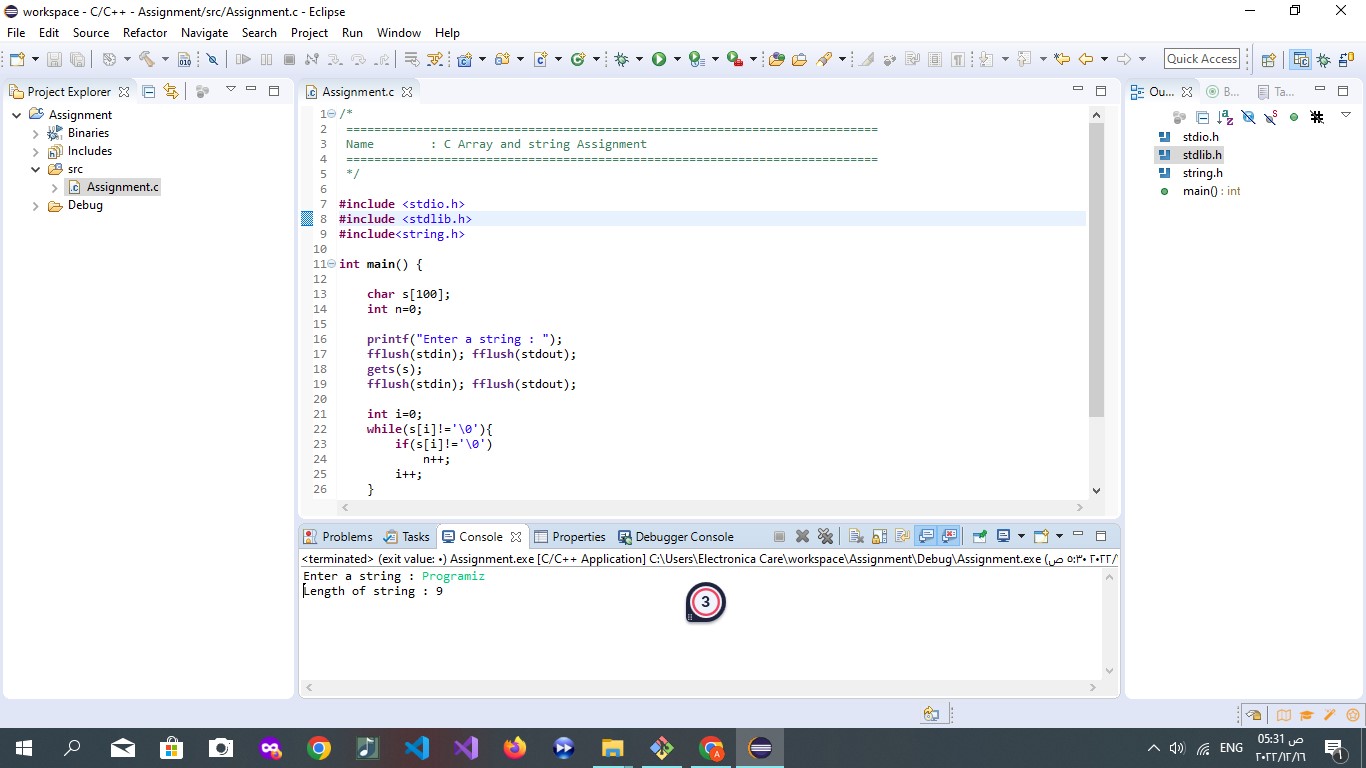 workspace - C/C++ - Assignment/src/Assignment.c - Eclipse
File Edit Source Refactor Navigate Search Project Run Window Help
Quick Access
Project Explorer
Assignment
Binaries
Includes
src
Assignment.c
Debug
Assignment.c
1 /*
2 ============================================================================
3 Name        : C Array and string Assignment
4 ============================================================================
5 */
6
7 #include <stdio.h>
8 #include <stdlib.h>
9 #include<string.h>
10
11 int main() {
12
13     char s[100];
14     int n=0;
15
16     printf("Enter a string : ");
17     fflush(stdin); fflush(stdout);
18     gets(s);
19     fflush(stdin); fflush(stdout);
20
21     int i=0;
22     while(s[i]!='\0'){
23         if(s[i]!='\0')
24             n++;
25         i++;
26     }
Ou... B... Ta...
stdio.h
stdlib.h
string.h
main() : int
Problems Tasks Console Properties Debugger Console
<terminated> (exit value: ٠) Assignment.exe [C/C++ Application] C:\Users\Electronica Care\workspace\Assignment\Debug\Assignment.exe (ص ٥:٣٠
Enter a string : Programiz
Length of string : 9
3
ENG
05:31 ص
٢٠٢٢/١٢/١٦
1